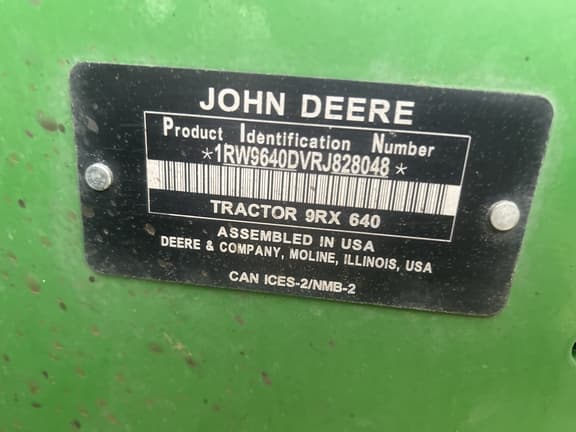 JOHN DEERE
Product Identification Number
*1RW9640DVRJ828048*
TRACTOR 9RX 640
ASSEMBLED IN USA
DEERE & COMPANY, MOLINE, ILLINOIS, USA
CAN ICES-2/NMB-2